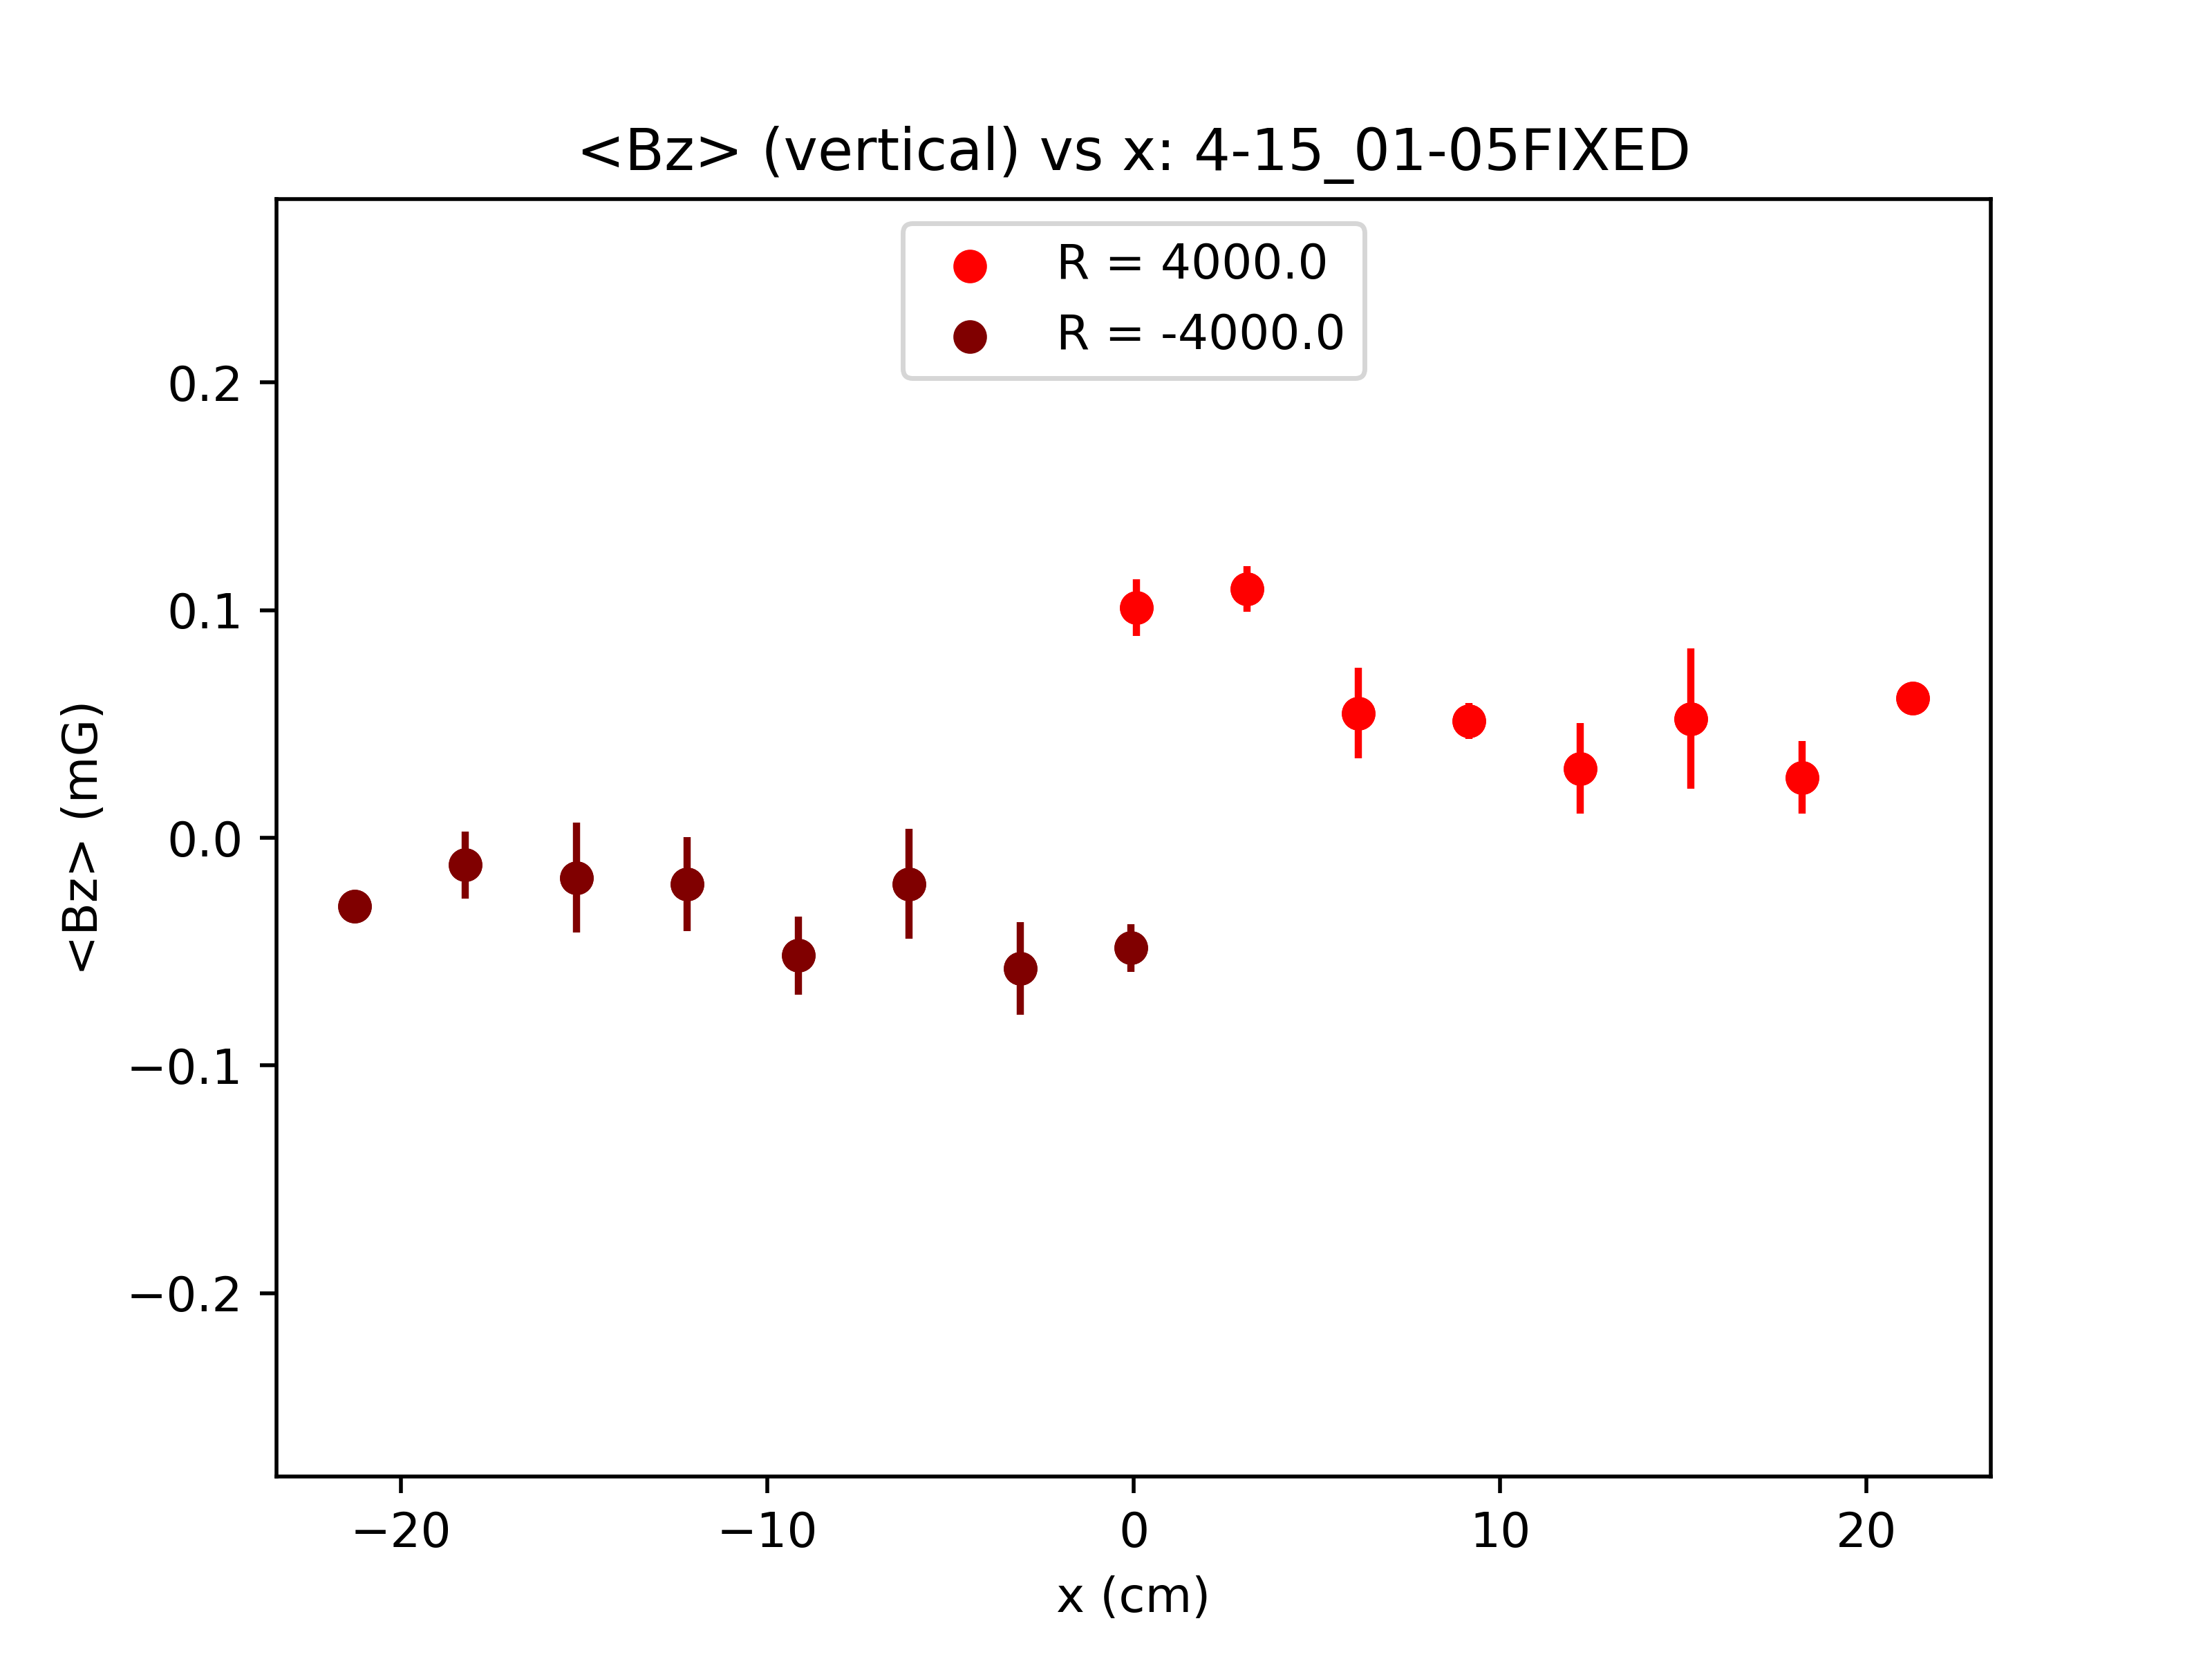 <Bz> (vertical) vs x: 4-15_01-05FIXED
R = 4000.0
R = -4000.0
<Bz> (mG)
0.2
0.1
0.0
−0.1
−0.2
−20 −10 0 10 20
x (cm)